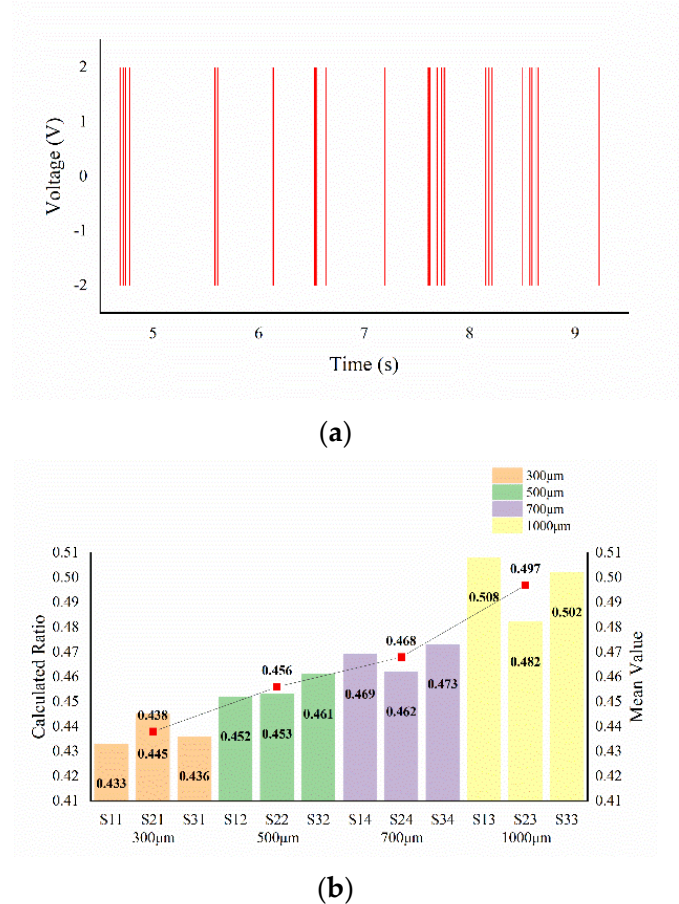 2
1
0
-1
-2
Voltage (V)
5 6 7 8 9
Time (s)
(a)
300μm
500μm
700μm
1000μm
0.51 0.51
0.50 0.50
0.49 0.49
0.48 0.48
0.47 0.47
0.46 0.46
0.45 0.45
0.44 0.44
0.43 0.43
0.42 0.42
0.41 0.41
Calculated Ratio
Mean Value
0.438 0.456 0.468 0.497
0.433 0.445 0.436 0.452 0.453 0.461 0.469 0.462 0.473 0.508 0.482 0.502
S11 S21 S31 S12 S22 S32 S14 S24 S34 S13 S23 S33
300μm 500μm 700μm 1000μm
(b)